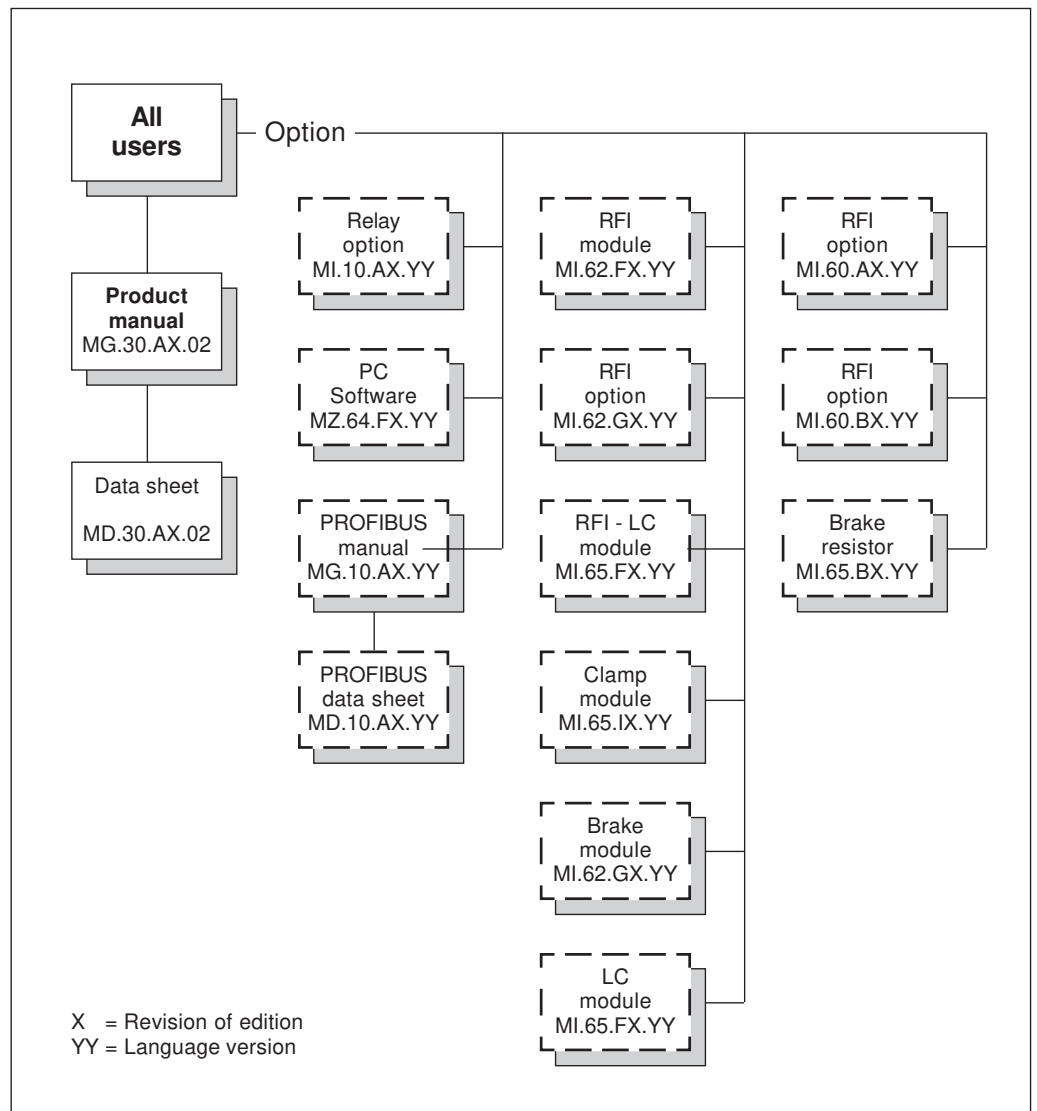 All
users
Option
Product
manual
MG.30.AX.02
Data sheet
MD.30.AX.02
Relay
option
MI.10.AX.YY
PC
Software
MZ.64.FX.YY
PROFIBUS
manual
MG.10.AX.YY
PROFIBUS
data sheet
MD.10.AX.YY
RFI
module
MI.62.FX.YY
RFI
option
MI.62.GX.YY
RFI - LC
module
MI.65.FX.YY
Clamp
module
MI.65.IX.YY
Brake
module
MI.62.GX.YY
LC
module
MI.65.FX.YY
RFI
option
MI.60.AX.YY
RFI
option
MI.60.BX.YY
Brake
resistor
MI.65.BX.YY
X = Revision of edition
YY = Language version